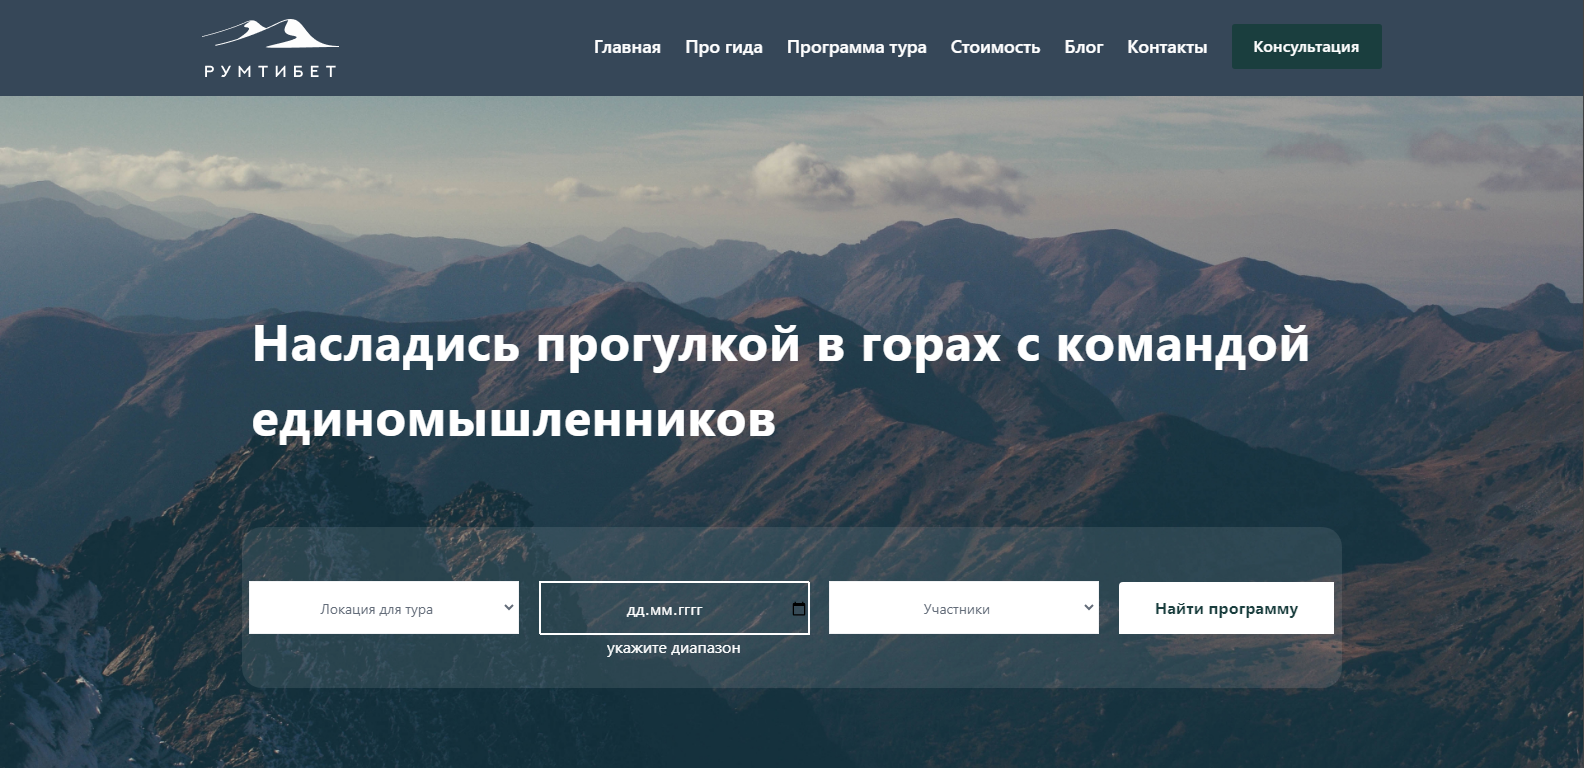 РУМТИБЕТ
Главная Про гида Программа тура Стоимость Блог Контакты Консультация
Насладись прогулкой в горах с командой
единомышленников
Локация для тура дд.мм.гггг Участники Найти программу
укажите диапазон